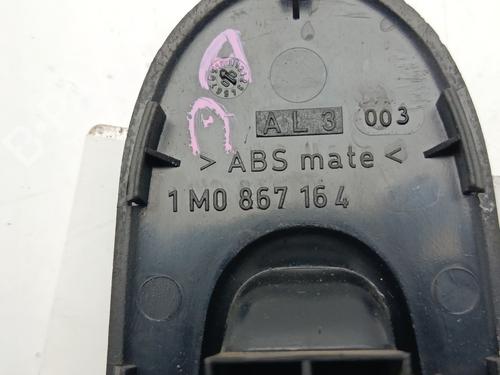 AL3 003
> ABS mate <
1M0 867 164